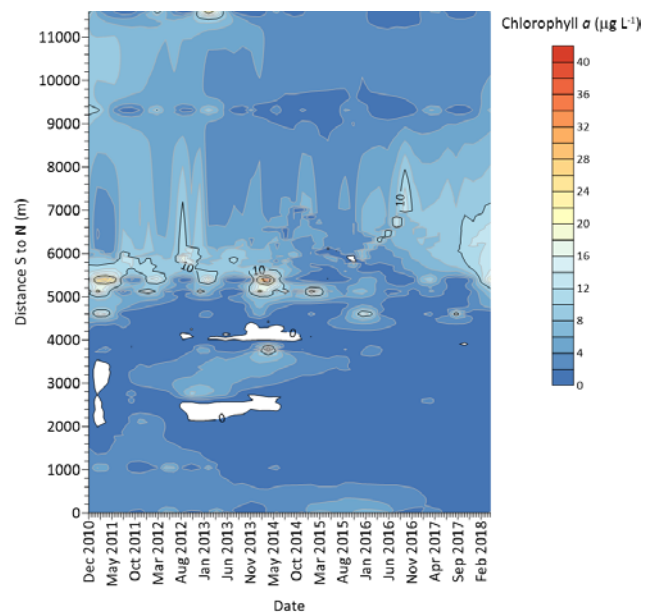 Chlorophyll a (μg L⁻¹)
40
36
32
28
24
20
16
12
8
4
0
Distance S to N (m)
11000
10000
9000
8000
7000
6000
5000
4000
3000
2000
1000
0
10
10
10
10
0
0
Dec 2010
May 2011
Oct 2011
Mar 2012
Aug 2012
Jan 2013
Jun 2013
Nov 2013
May 2014
Oct 2014
Mar 2015
Aug 2015
Jan 2016
Jun 2016
Nov 2016
Apr 2017
Sep 2017
Feb 2018
Date